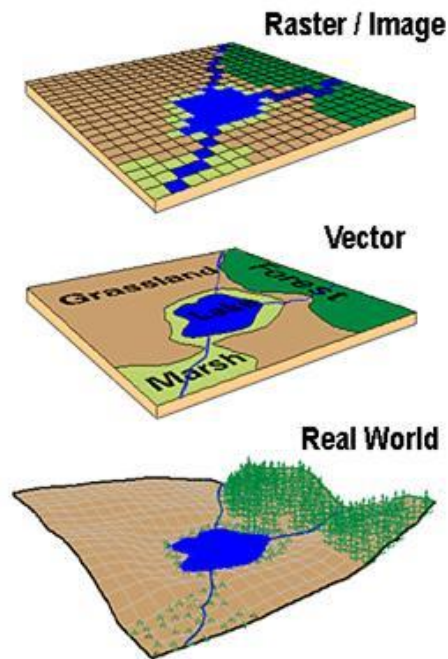 Raster / Image
Vector
Grassland
Forest
Lake
Marsh
Real World